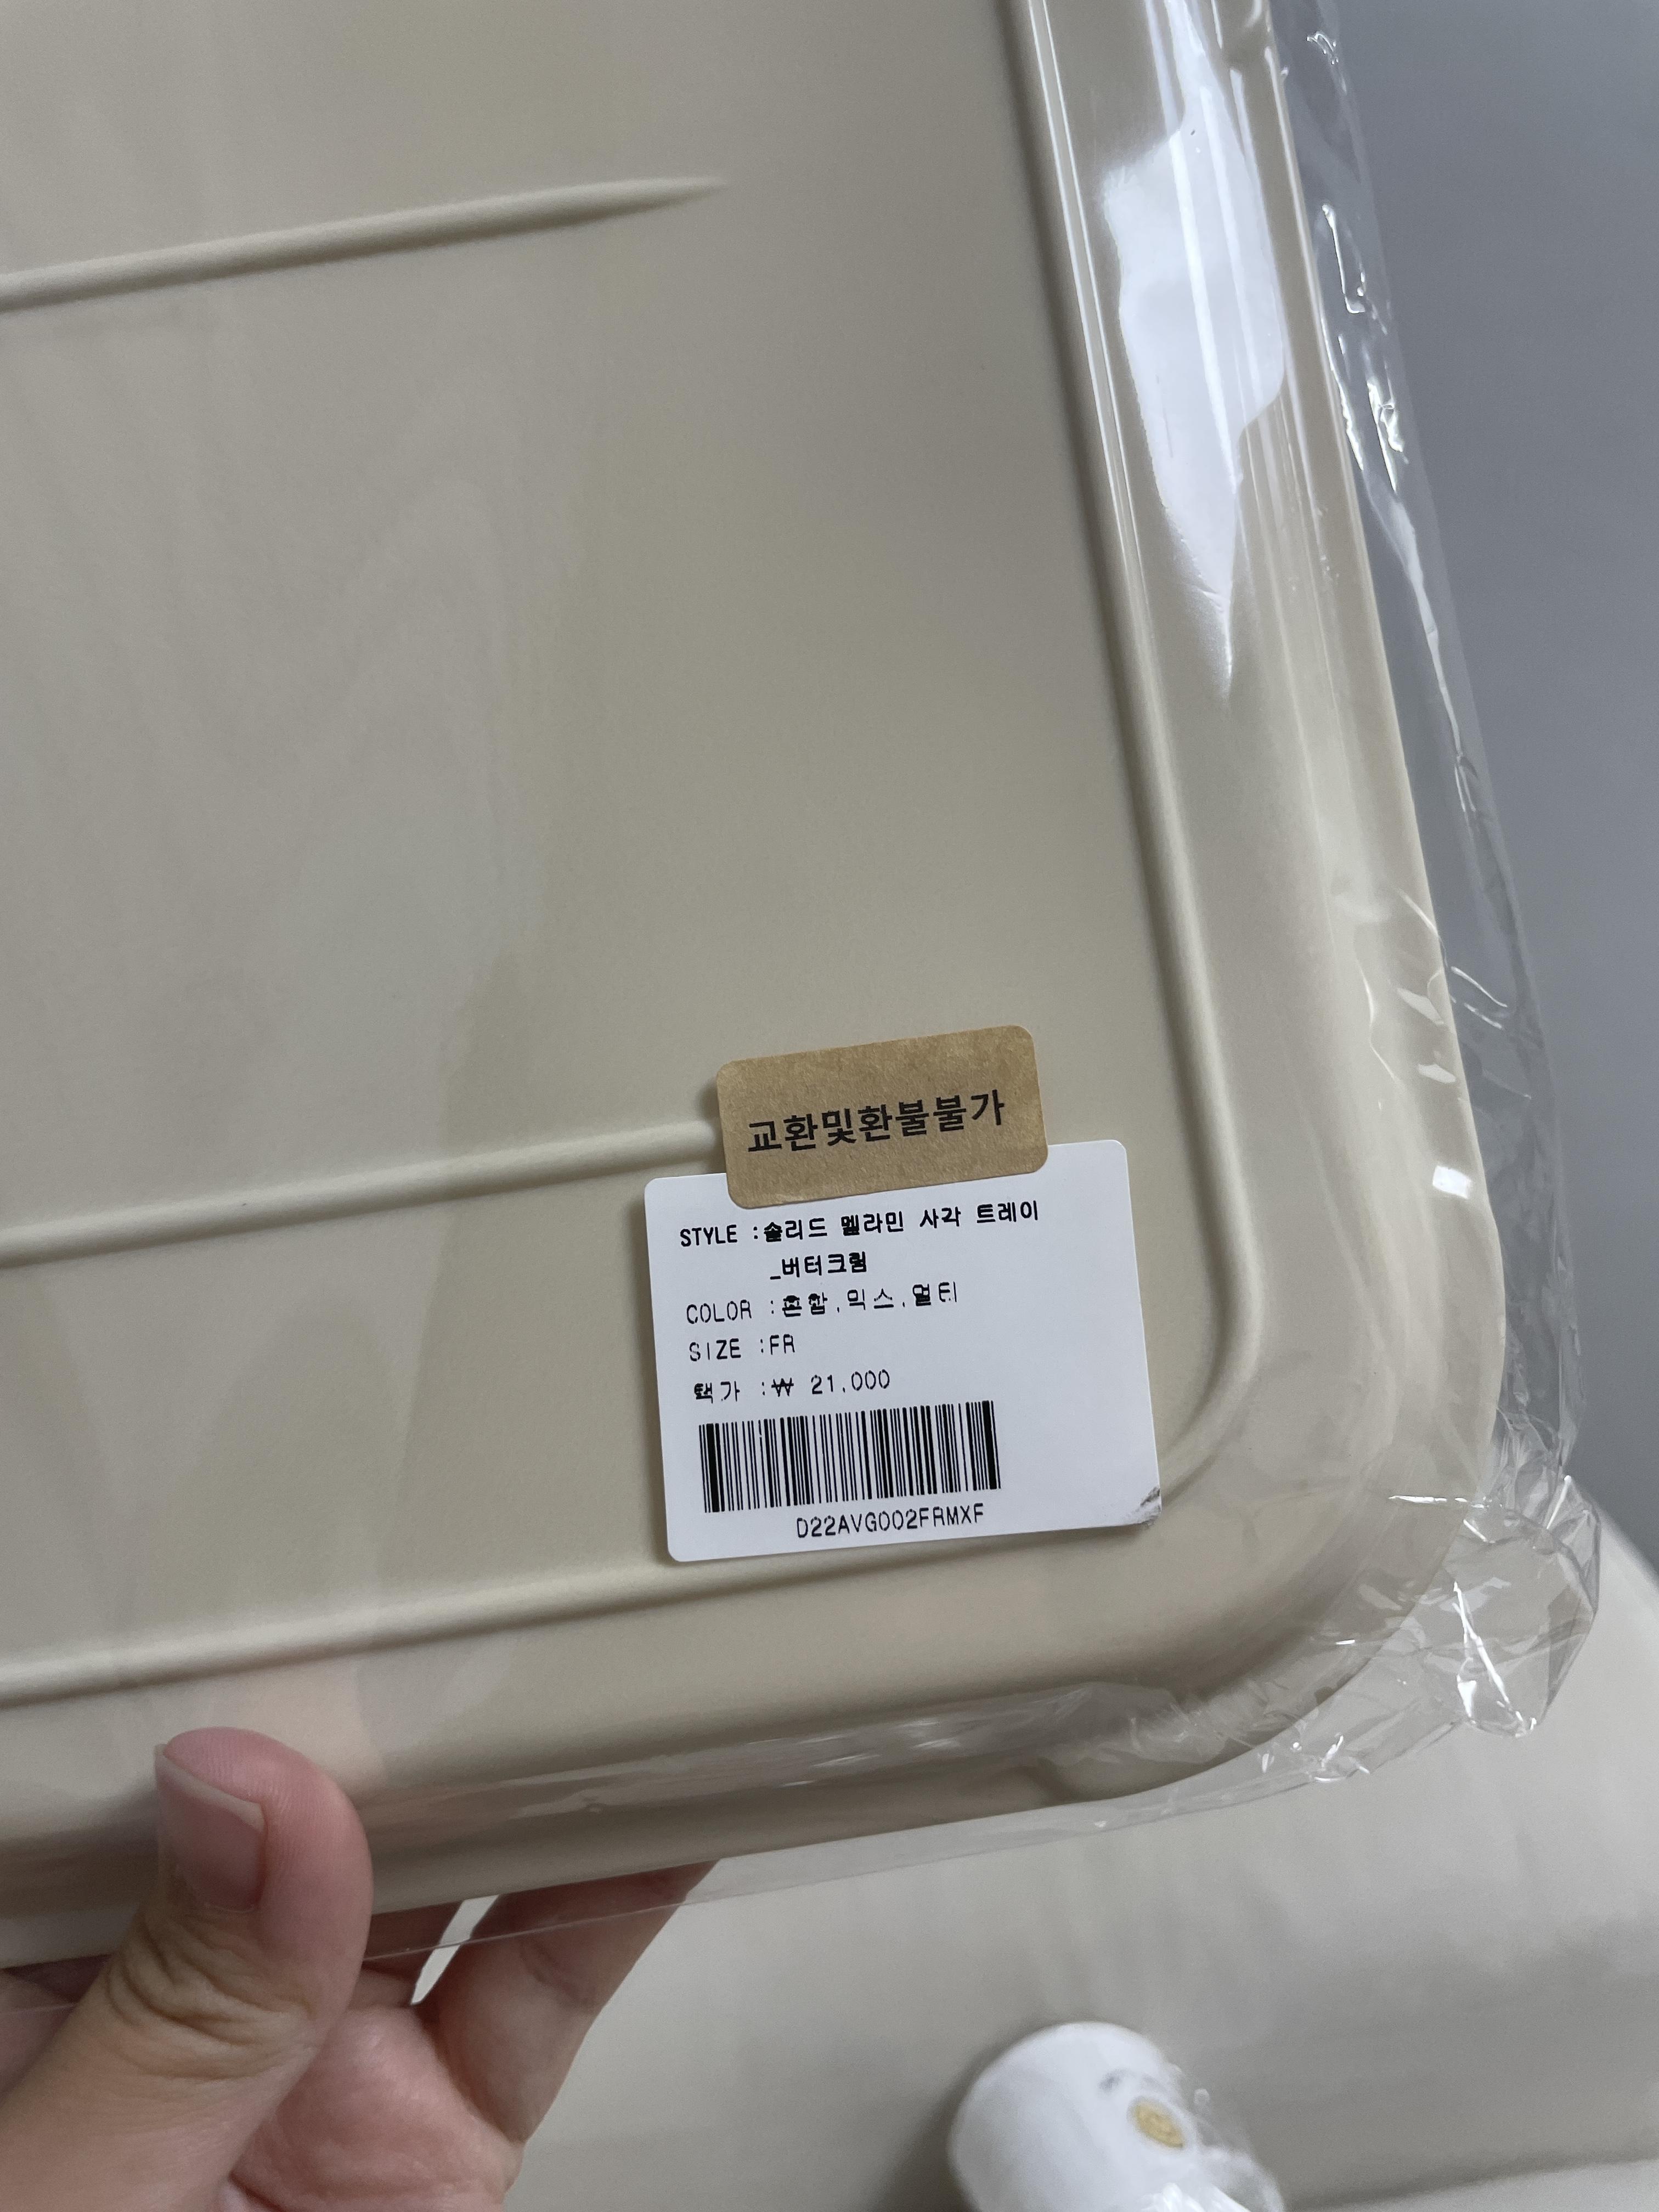 교환및환불불가
STYLE :솔리드 멜라민 사각 트레이
_버터크림
COLOR :혼합,믹스,멀티
SIZE :FR
택가 :₩ 21,000
D22AVG002FRMXF